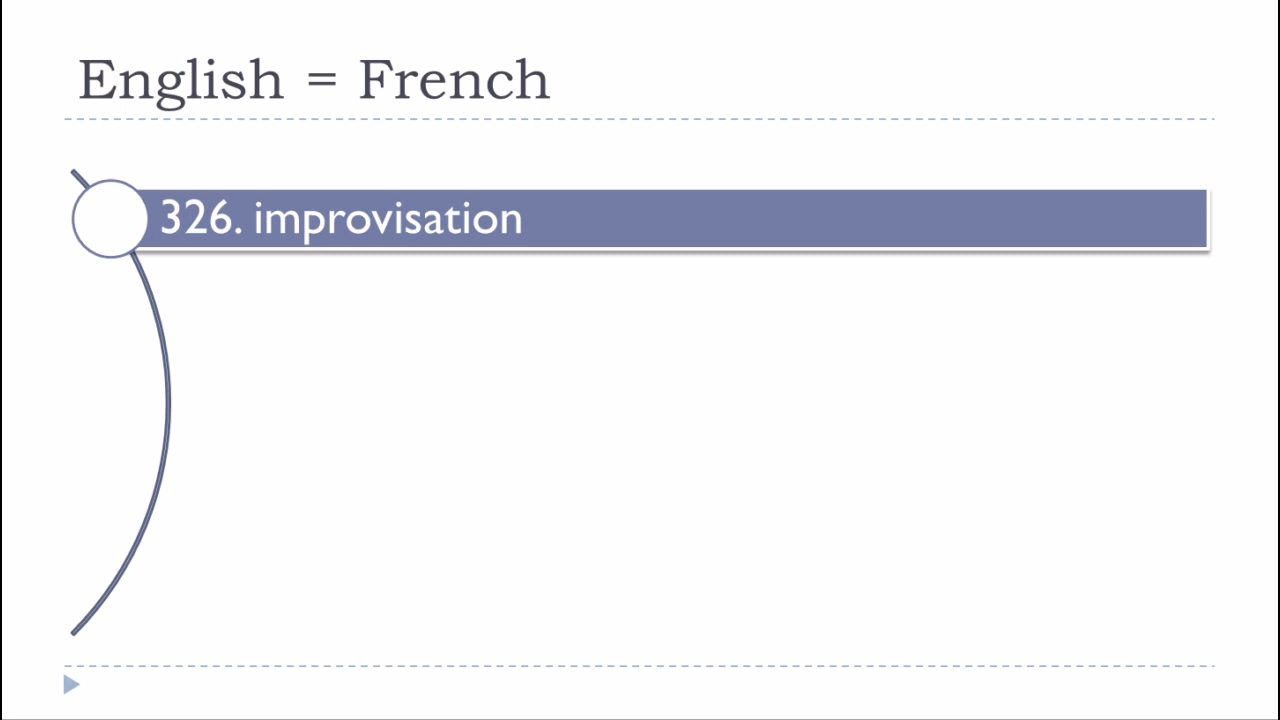 English = French
326. improvisation